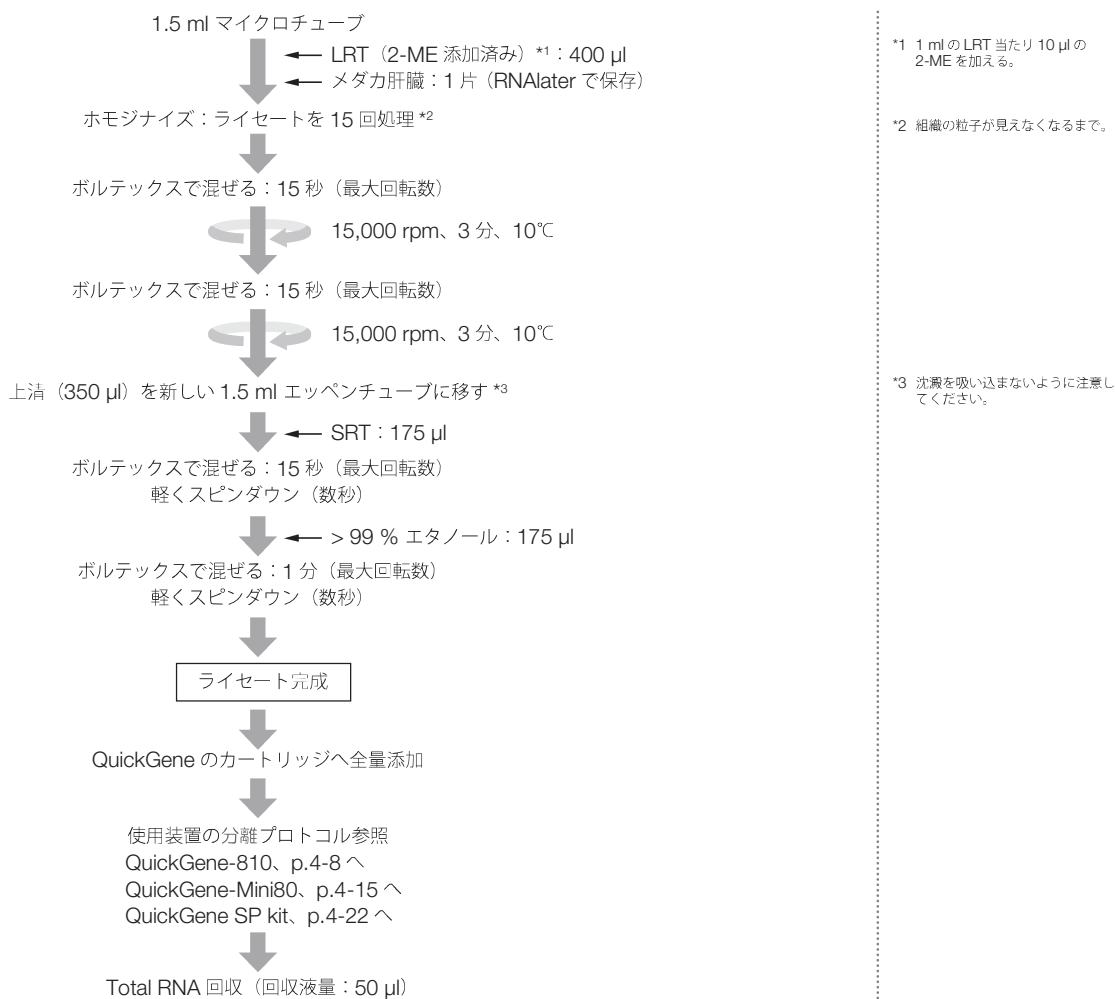 1.5 ml マイクロチューブ
LRT(2-ME 添加済み)*1:400 µl
メダカ肝臓:1 片(RNAlater で保存)
ホモジナイズ:ライセートを 15 回処理 *2
ボルテックスで混ぜる:15 秒(最大回転数)
15,000 rpm、3 分、10℃
ボルテックスで混ぜる:15 秒(最大回転数)
15,000 rpm、3 分、10℃
上清(350 µl)を新しい 1.5 ml エッペンチューブに移す *3
SRT:175 µl
ボルテックスで混ぜる:15 秒(最大回転数)
軽くスピンダウン(数秒)
> 99 % エタノール:175 µl
ボルテックスで混ぜる:1 分(最大回転数)
軽くスピンダウン(数秒)
ライセート完成
QuickGene のカートリッジへ全量添加
使用装置の分離プロトコル参照
QuickGene-810、p.4-8 へ
QuickGene-Mini80、p.4-15 へ
QuickGene SP kit、p.4-22 へ
Total RNA 回収(回収液量:50 µl)
*1 1 ml の LRT 当たり 10 µl の
2-ME を加える。
*2 組織の粒子が見えなくなるまで。
*3 沈澱を吸い込まないように注意し
てください。